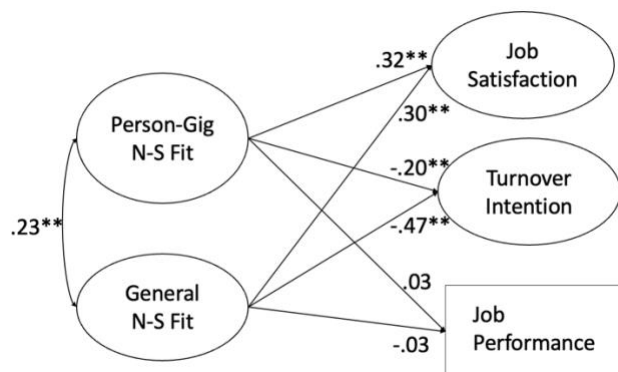 Job
Satisfaction
.32**
.30**
Person-Gig
N-S Fit
-.20**
Turnover
Intention
-.47**
.23**
General
N-S Fit
.03
-.03
Job
Performance